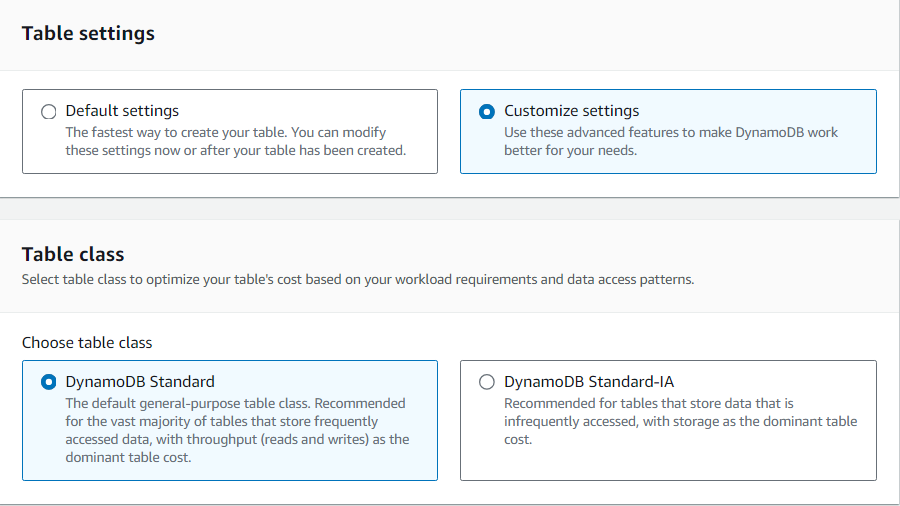 Table settings
Default settings
The fastest way to create your table. You can modify
these settings now or after your table has been created.
Customize settings
Use these advanced features to make DynamoDB work
better for your needs.
Table class
Select table class to optimize your table's cost based on your workload requirements and data access patterns.
Choose table class
DynamoDB Standard
The default general-purpose table class. Recommended
for the vast majority of tables that store frequently
accessed data, with throughput (reads and writes) as the
dominant table cost.
DynamoDB Standard-IA
Recommended for tables that store data that is
infrequently accessed, with storage as the dominant table
cost.